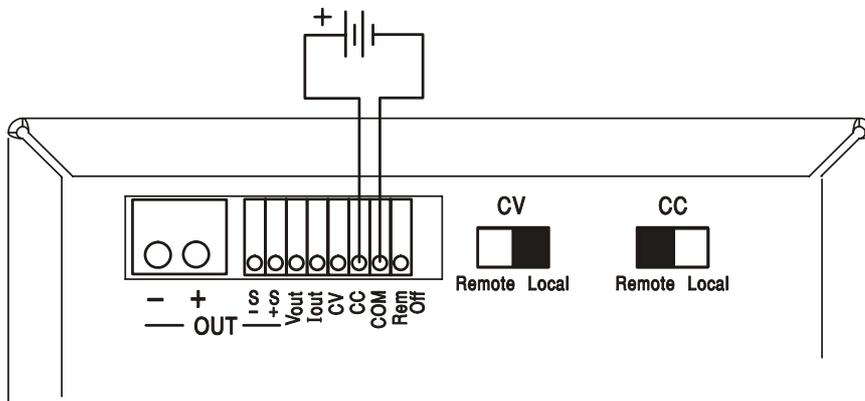 +
CV CC
Remote Local Remote Local
- +
OUT
S -
S +
Vout
Iout
CV
CC
COM
Rem Off